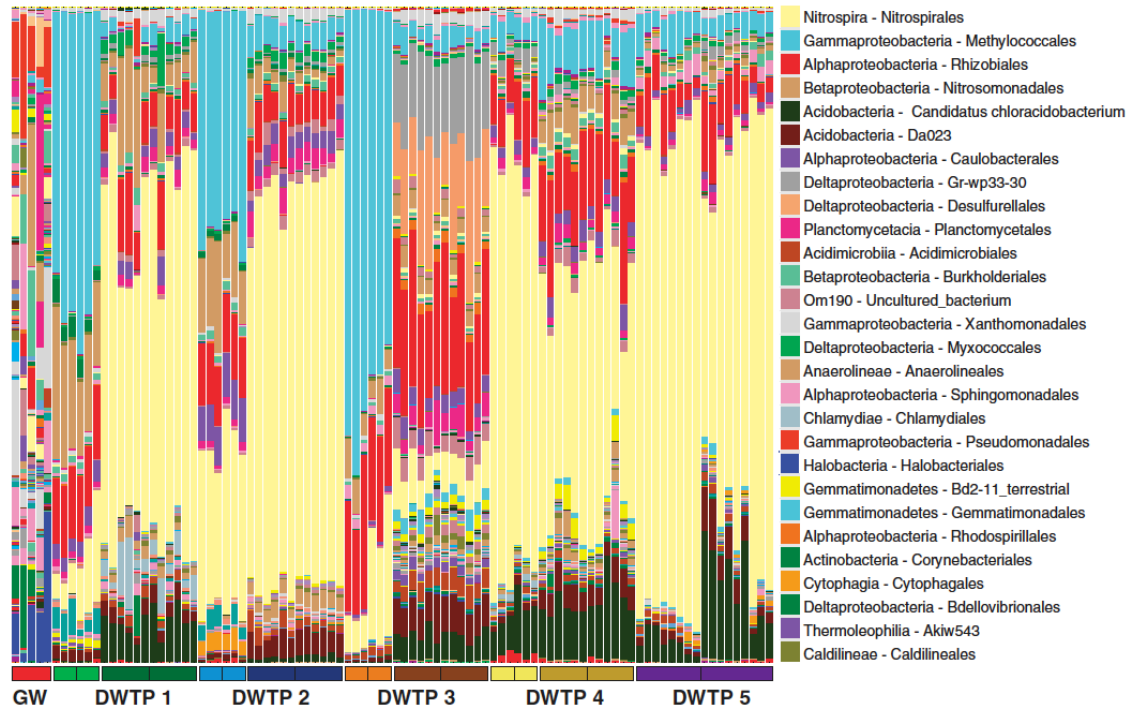 Nitrospira - Nitrospirales
Gammaproteobacteria - Methylococcales
Alphaproteobacteria - Rhizobiales
Betaproteobacteria - Nitrosomonadales
Acidobacteria - Candidatus chloracidobacterium
Acidobacteria - Da023
Alphaproteobacteria - Caulobacterales
Deltaproteobacteria - Gr-wp33-30
Deltaproteobacteria - Desulfurellales
Planctomycetacia - Planctomycetales
Acidimicrobiia - Acidimicrobiales
Betaproteobacteria - Burkholderiales
Om190 - Uncultured_bacterium
Gammaproteobacteria - Xanthomonadales
Deltaproteobacteria - Myxococcales
Anaerolineae - Anaerolineales
Alphaproteobacteria - Sphingomonadales
Chlamydiae - Chlamydiales
Gammaproteobacteria - Pseudomonadales
Halobacteria - Halobacteriales
Gemmatimonadetes - Bd2-11_terrestrial
Gemmatimonadetes - Gemmatimonadales
Alphaproteobacteria - Rhodospirillales
Actinobacteria - Corynebacteriales
Cytophagia - Cytophagales
Deltaproteobacteria - Bdellovibrionales
Thermoleophilia - Akiw543
Caldilineae - Caldilineales
GW DWTP 1 DWTP 2 DWTP 3 DWTP 4 DWTP 5